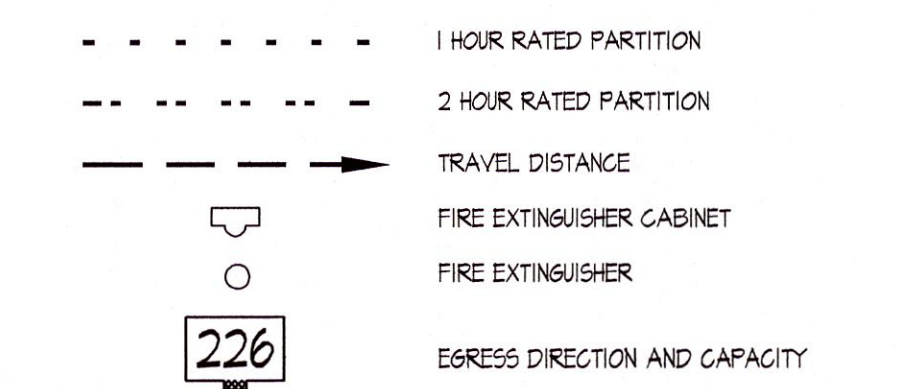 1 HOUR RATED PARTITION
2 HOUR RATED PARTITION
TRAVEL DISTANCE
FIRE EXTINGUISHER CABINET
FIRE EXTINGUISHER
226 EGRESS DIRECTION AND CAPACITY